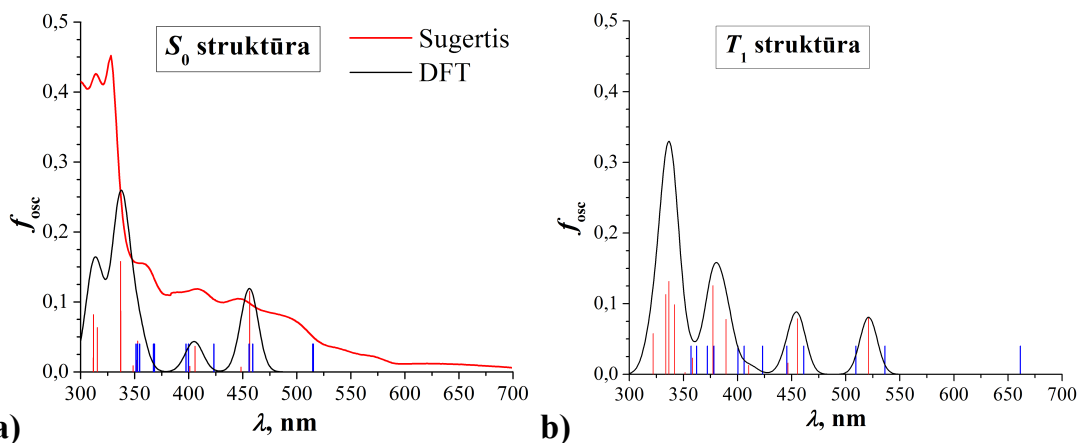 0,5
S0 struktūra
Sugertis
DFT
0,4
0,3
0,2
0,1
0,0
fosc
300 350 400 450 500 550 600 650 700
λ, nm
a)
0,5
T1 struktūra
0,4
0,3
0,2
0,1
0,0
fosc
300 350 400 450 500 550 600 650 700
λ, nm
b)